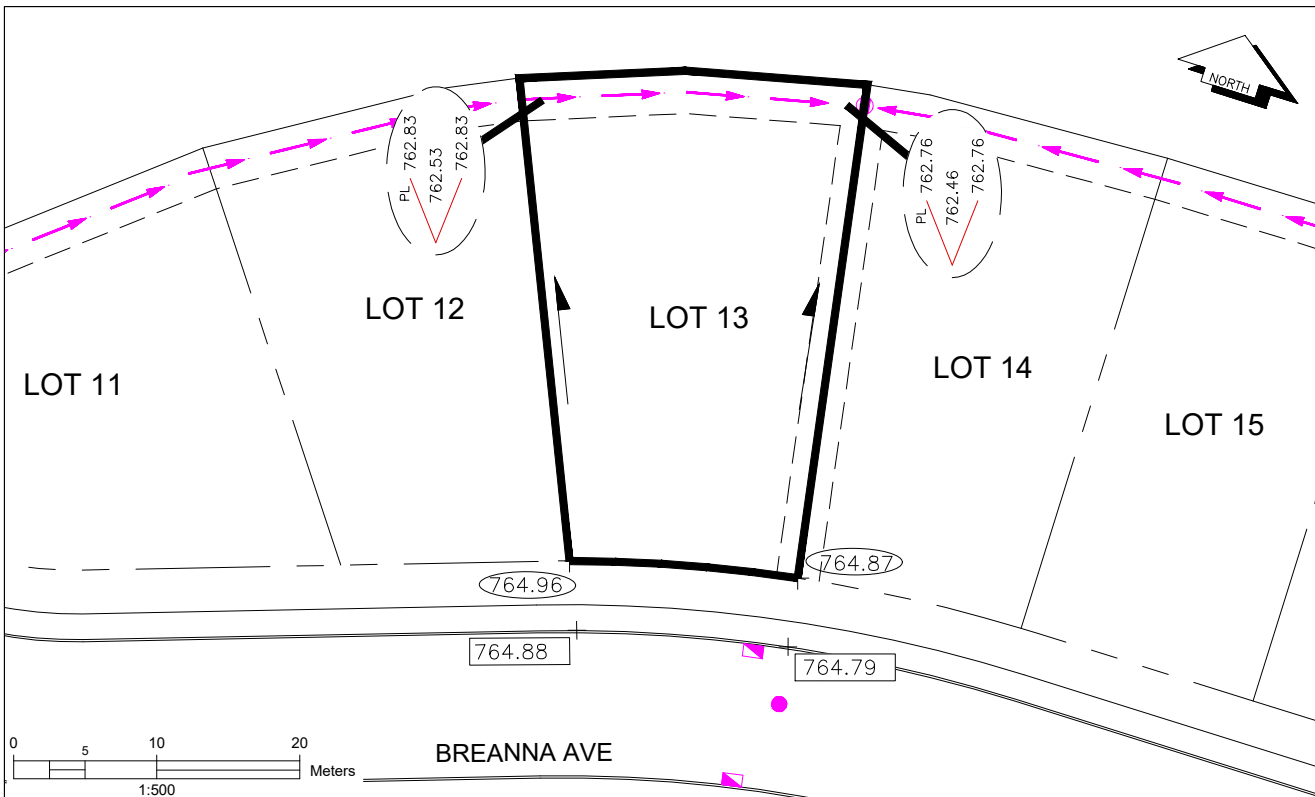 NORTH
PL 762.83
762.53
762.83
PL 762.76
762.46
762.76
LOT 11
LOT 12
LOT 13
LOT 14
LOT 15
764.96
764.87
764.88
764.79
BREANNA AVE
0 5 10 20
Meters
1:500